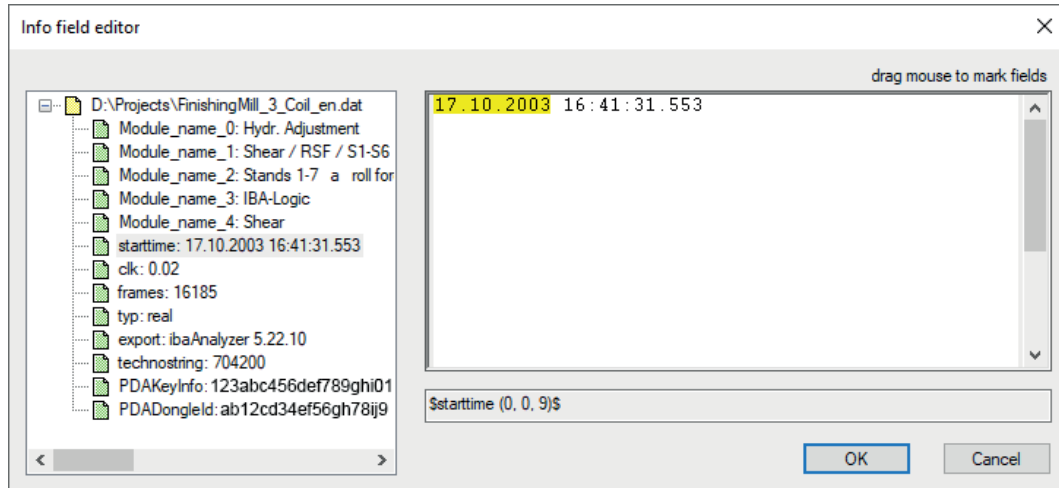 Info field editor
drag mouse to mark fields
D:\Projects\FinishingMill_3_Coil_en.dat
Module_name_0: Hydr. Adjustment
Module_name_1: Shear / RSF / S1-S6
Module_name_2: Stands 1-7 a roll for
Module_name_3: IBA-Logic
Module_name_4: Shear
starttime: 17.10.2003 16:41:31.553
clk: 0.02
frames: 16185
typ: real
export: ibaAnalyzer 5.22.10
technostring: 704200
PDAKeyInfo: 123abc456def789ghi01
PDADongleId: ab12cd34ef56gh78ij9
17.10.2003 16:41:31.553
$starttime (0, 0, 9)$
OK Cancel